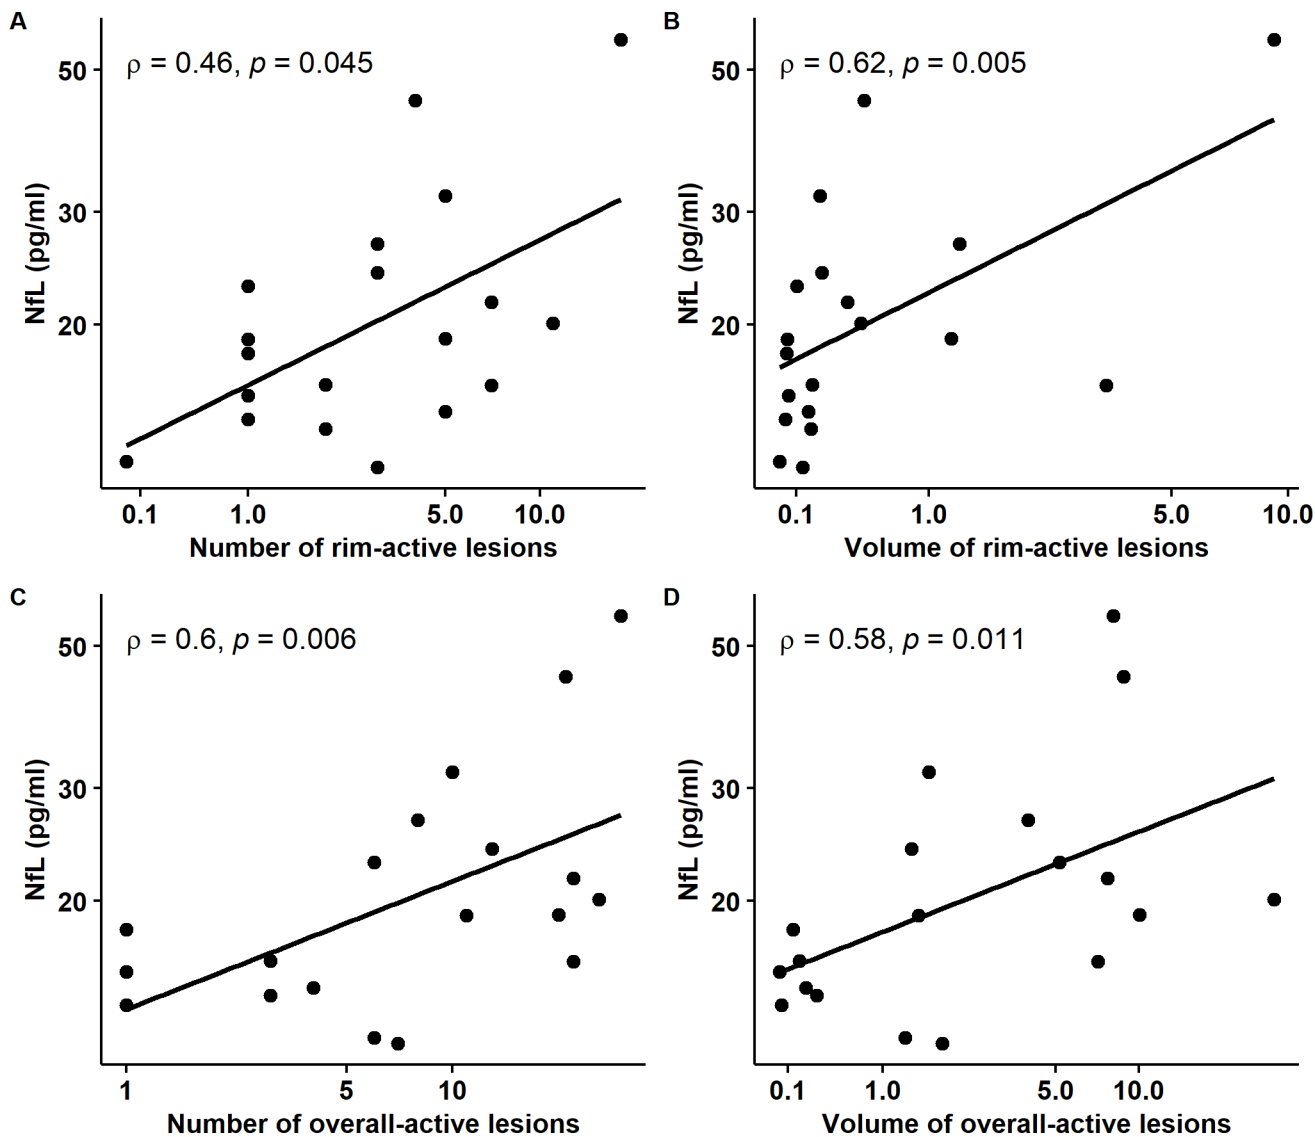 A
ρ = 0.46, p = 0.045
50
30
20
NfL (pg/ml)
0.1 1.0 5.0 10.0
Number of rim-active lesions
B
ρ = 0.62, p = 0.005
50
30
20
NfL (pg/ml)
0.1 1.0 5.0 10.0
Volume of rim-active lesions
C
ρ = 0.6, p = 0.006
50
30
20
NfL (pg/ml)
1 5 10
Number of overall-active lesions
D
ρ = 0.58, p = 0.011
50
30
20
NfL (pg/ml)
0.1 1.0 5.0 10.0
Volume of overall-active lesions